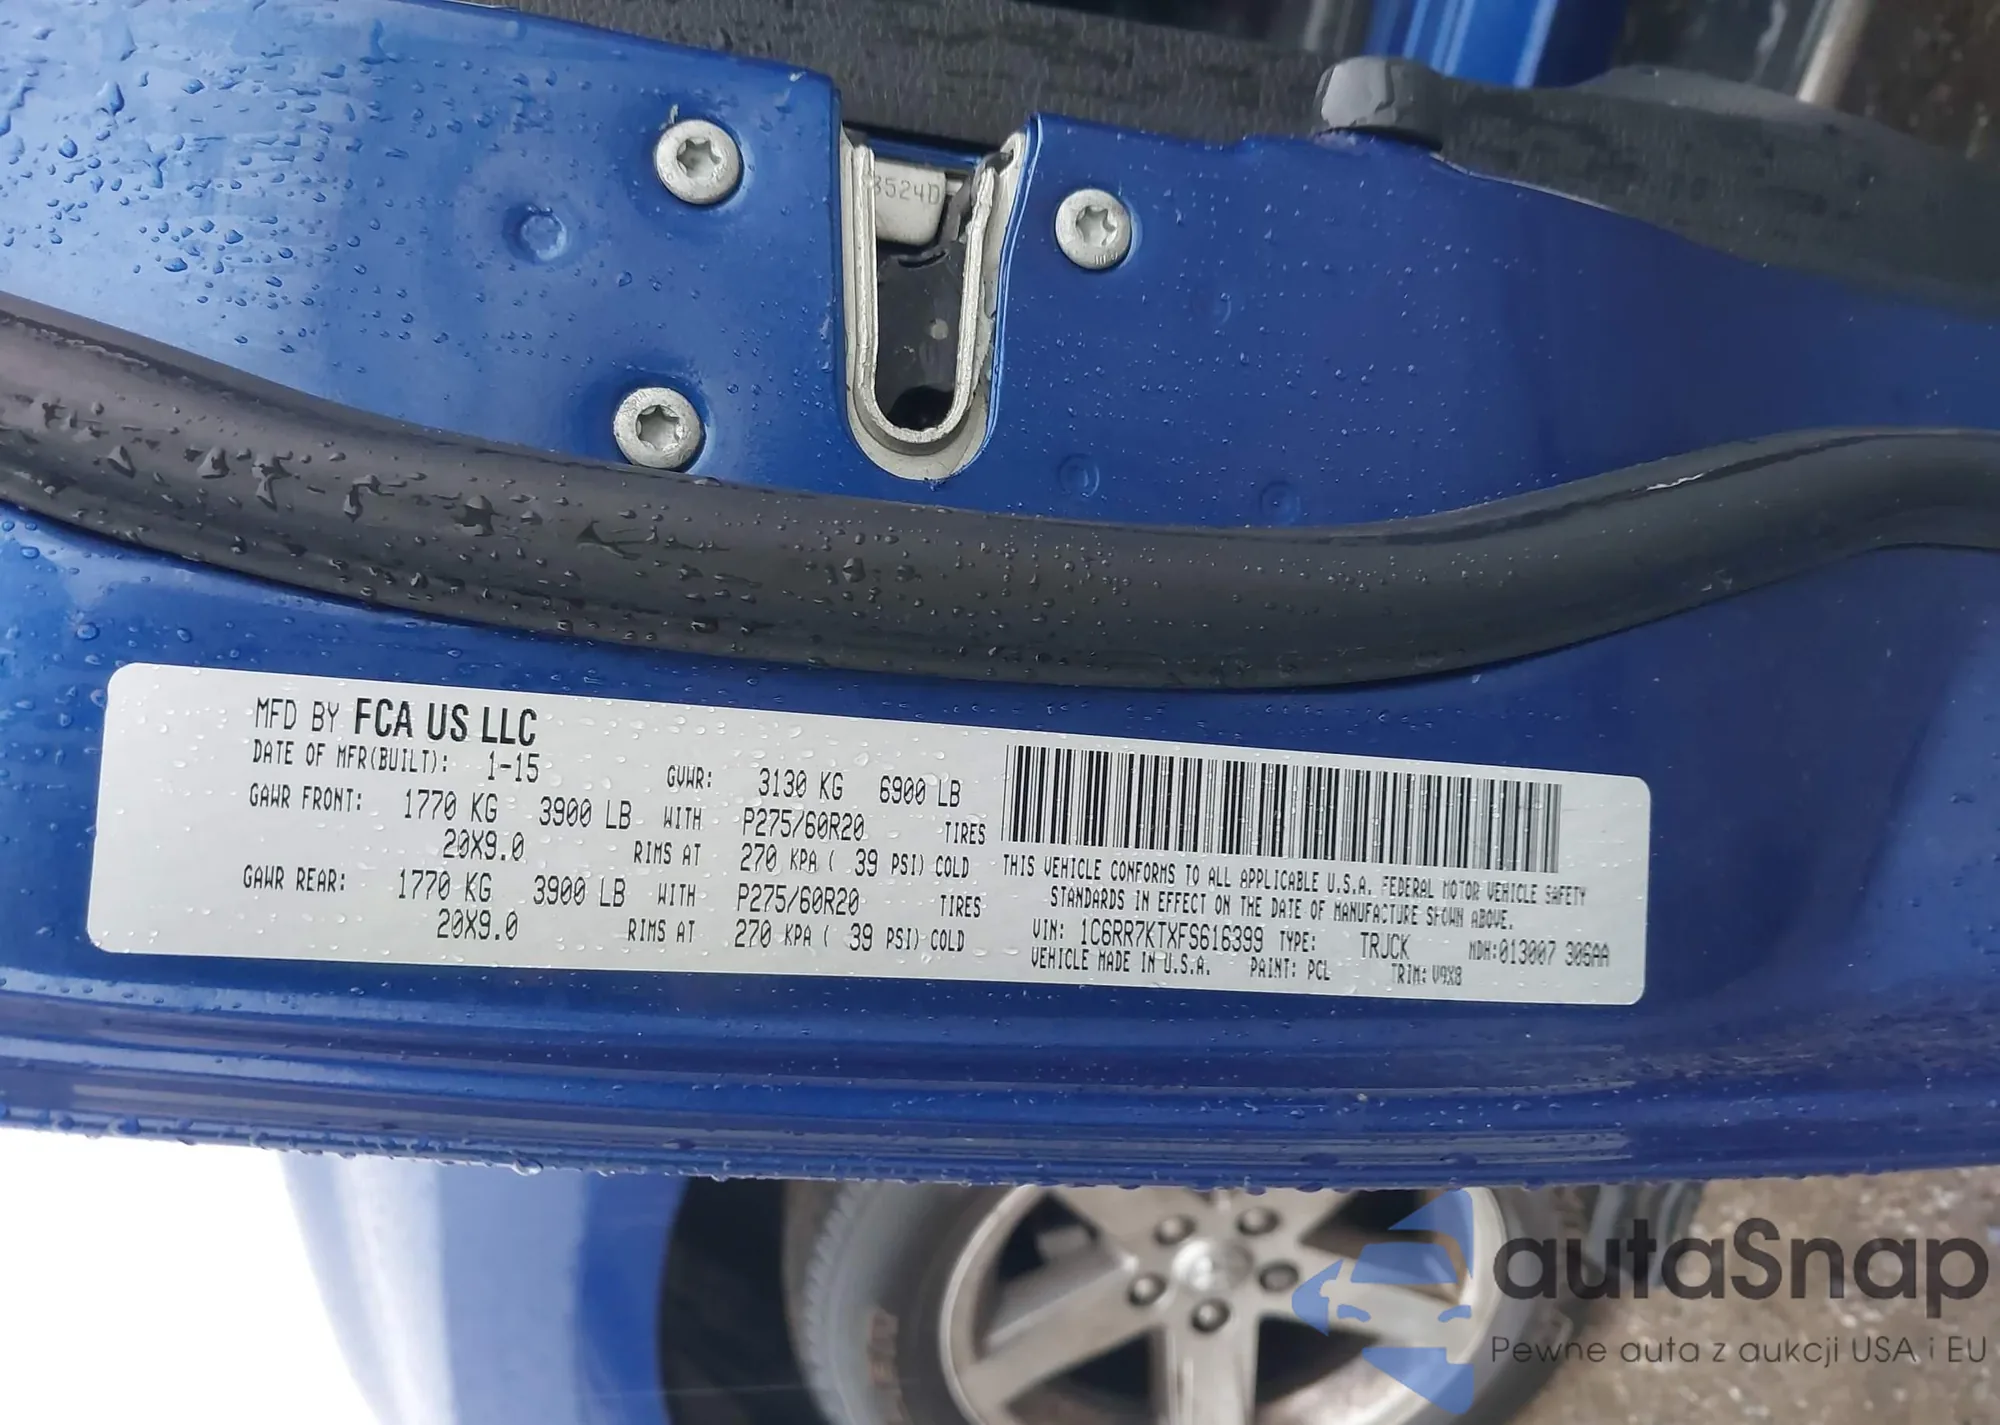 3524D
MFD BY FCA US LLC
DATE OF MFR(BUILT): 1-15 GVWR: 3130 KG 6900 LB
GAWR FRONT: 1770 KG 3900 LB WITH P275/60R20 TIRES
20X9.0 RIMS AT 270 KPA ( 39 PSI) COLD
GAWR REAR: 1770 KG 3900 LB WITH P275/60R20 TIRES
20X9.0 RIMS AT 270 KPA ( 39 PSI) COLD
THIS VEHICLE CONFORMS TO ALL APPLICABLE U.S.A. FEDERAL MOTOR VEHICLE SAFETY
STANDARDS IN EFFECT ON THE DATE OF MANUFACTURE SHOWN ABOVE.
VIN: 1C6RR7KTXFS616399 TYPE: TRUCK MDH:013007 306AA
VEHICLE MADE IN U.S.A. PAINT: PCL TRIM: V9X8
autaSnap
Pewne auta z aukcji USA i EU